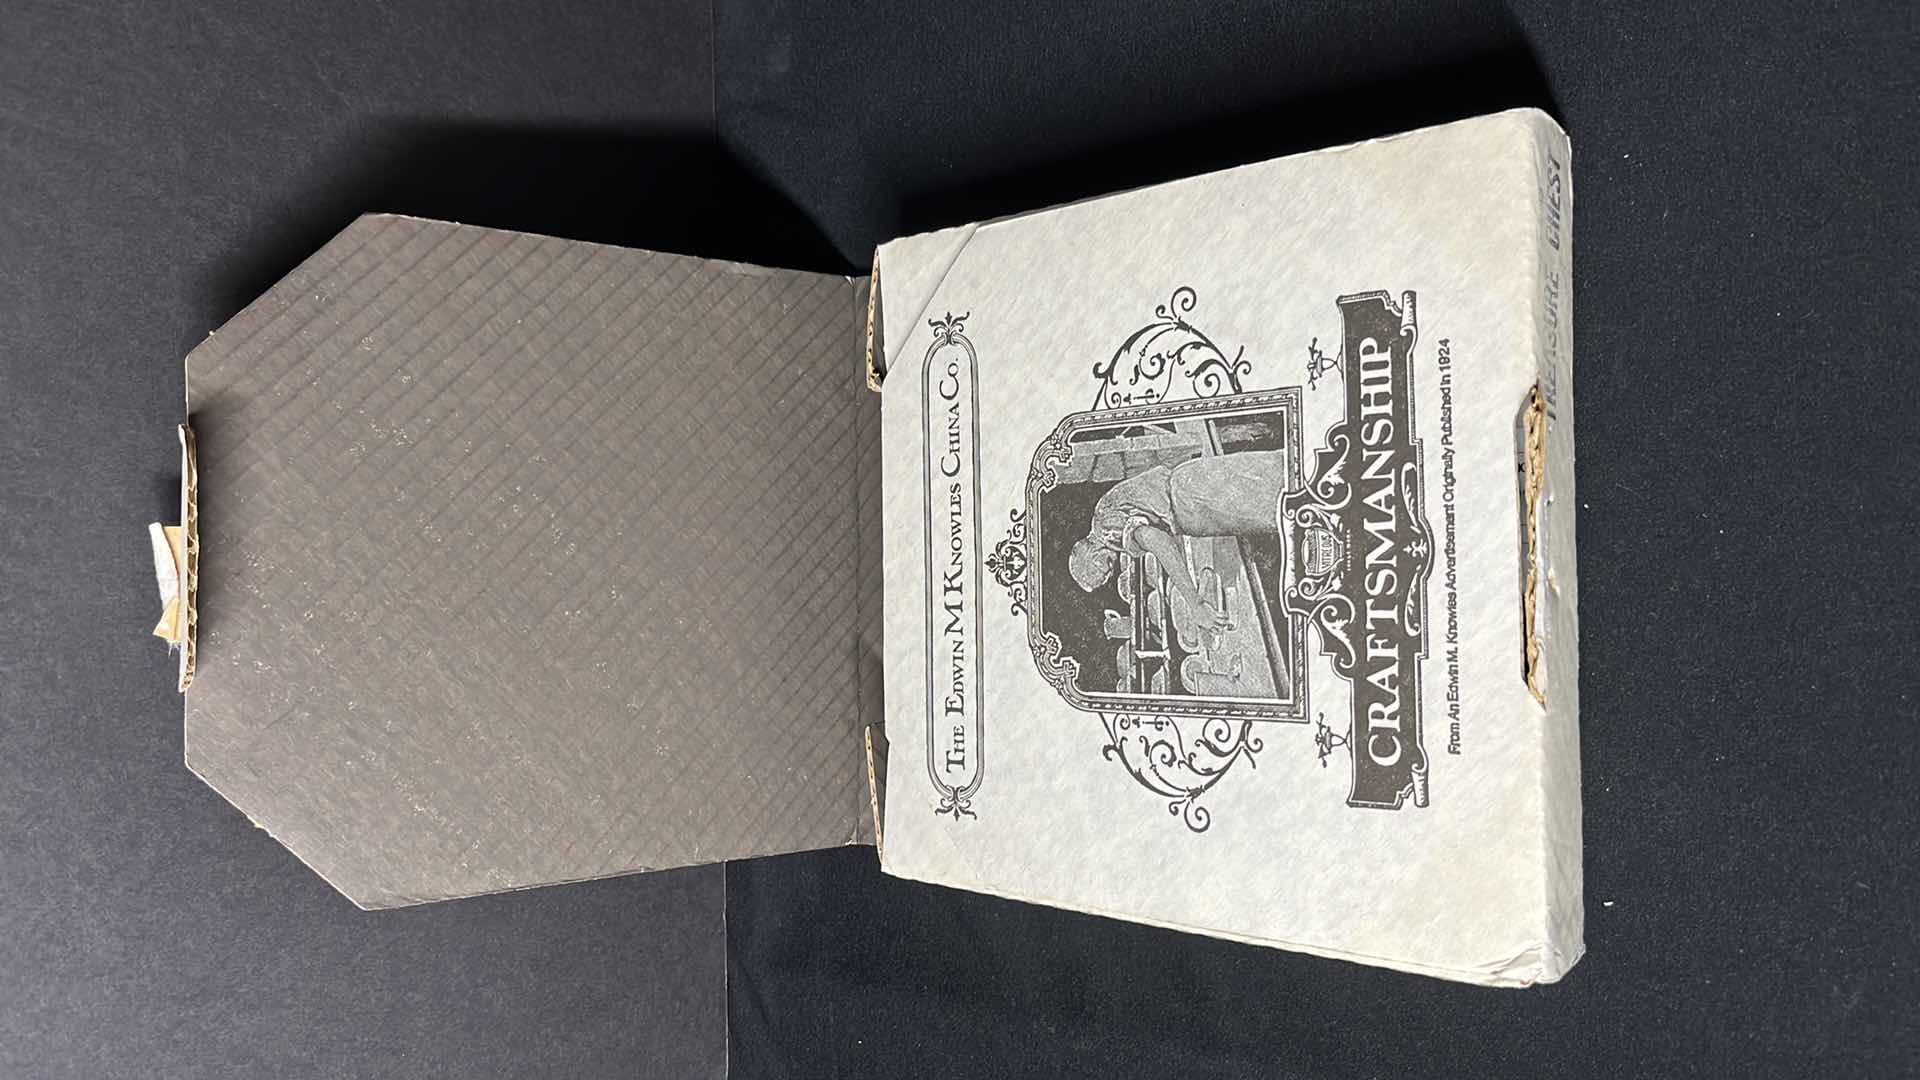 THE EDWIN M KNOWLES CHINA CO.
CRAFTSMANSHIP
From An Edwin M. Knowles Advertisement Originally Published In 1924
TREASURE CHEST
K